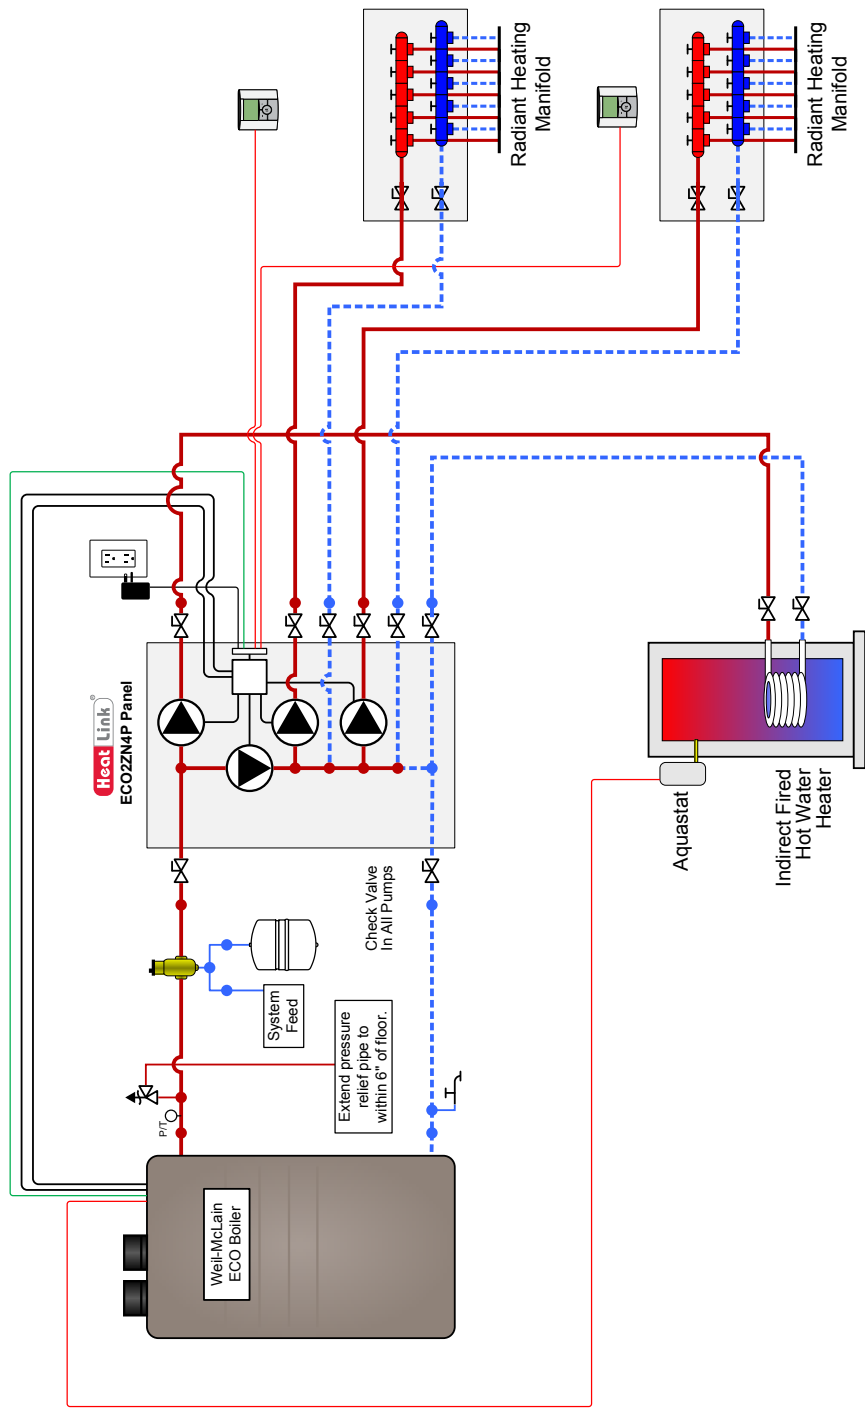 Radiant Heating
Manifold
Radiant Heating
Manifold
Heat Link®
ECO2ZN4P Panel
Check Valve
In All Pumps
System
Feed
Extend pressure
relief pipe to
within 6" of floor.
P/T
Weil-McLain
ECO Boiler
Aquastat
Indirect Fired
Hot Water
Heater